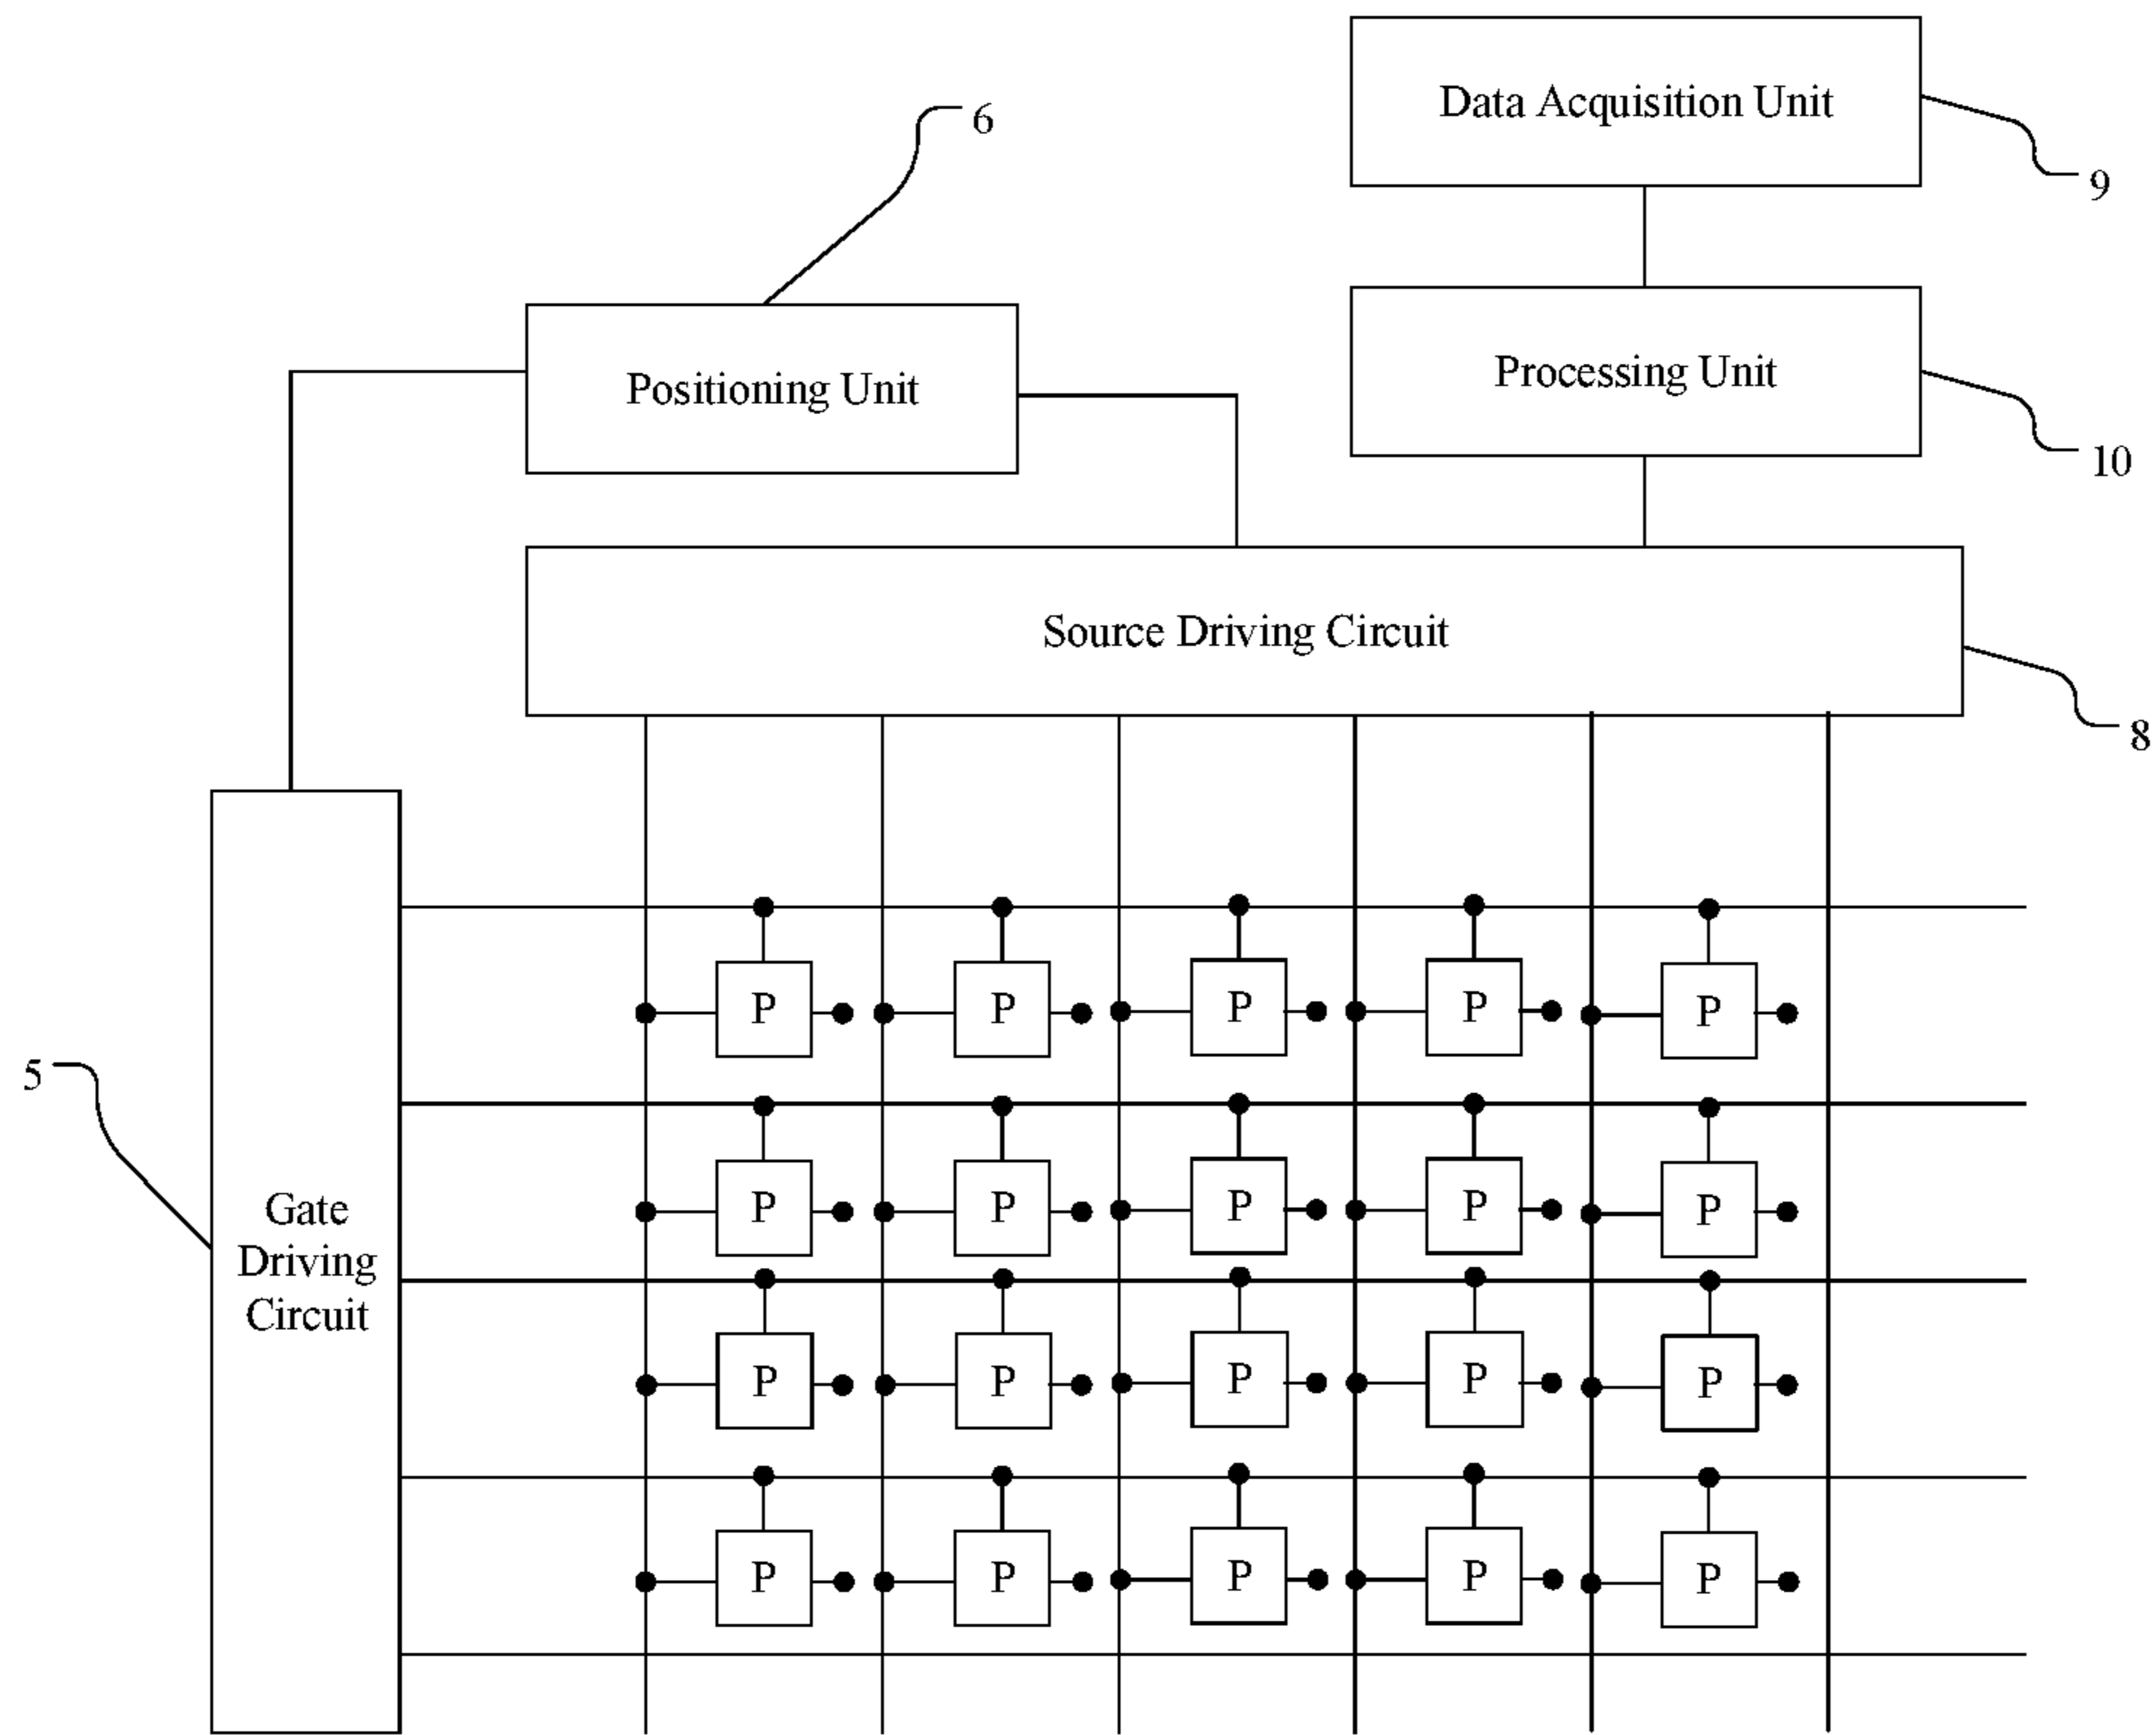 Data Acquisition Unit
6
9
Positioning Unit
Processing Unit
10
Source Driving Circuit
8
P P P P P
5
P P P P P
Gate
Driving
Circuit
P P P P P
P P P P P